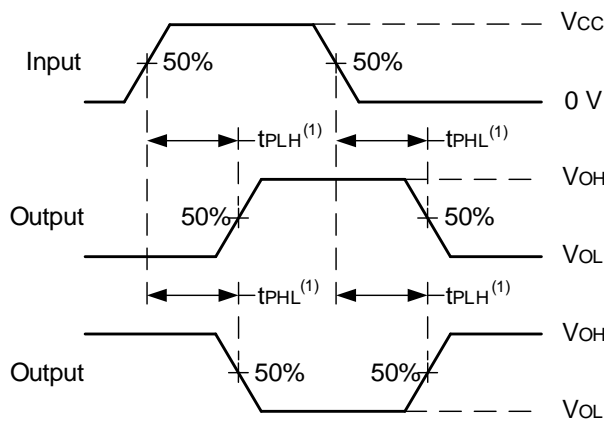 VCC
Input 50% 50%
0 V
tPLH(1) tPHL(1)
VOH
Output 50% 50%
VOL
tPHL(1) tPLH(1)
VOH
Output 50% 50%
VOL